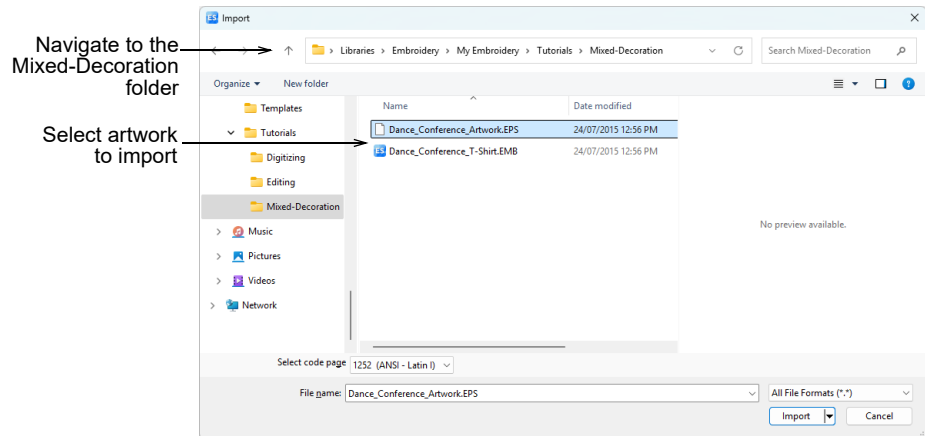 Import
Navigate to the
Mixed-Decoration
folder
Libraries > Embroidery > My Embroidery > Tutorials > Mixed-Decoration
Search Mixed-Decoration
Organize
New folder
Name
Date modified
Templates
Tutorials
Digitizing
Editing
Mixed-Decoration
Music
Pictures
Videos
Network
Select artwork
to import
ES
Dance_Conference_Artwork.EPS 24/07/2015 12:56 PM
Dance_Conference_T-Shirt.EMB 24/07/2015 12:56 PM
No preview available.
Select code page 1252 (ANSI - Latin I)
File name: Dance_Conference_Artwork.EPS
All File Formats (*.*)
Import
Cancel